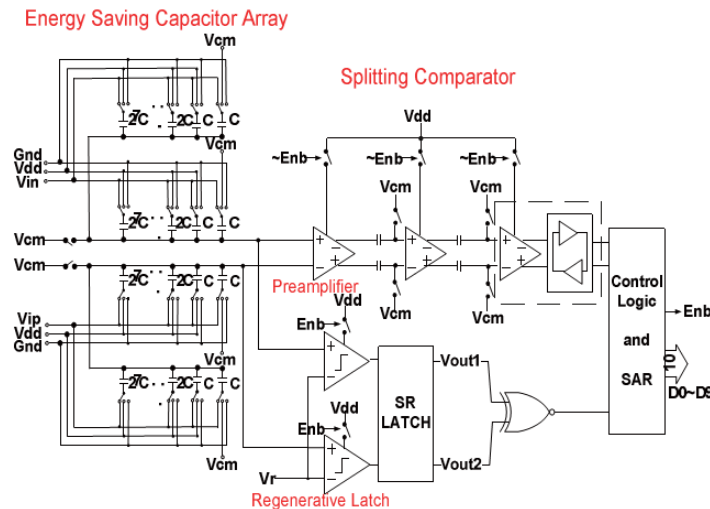 Energy Saving Capacitor Array
Vcm
Splitting Comparator
2⁷C .. 2C C
Vdd
Vcm
Gnd
Vdd
Vin
~Enb ~Enb ~Enb
Vcm Vcm
2⁷C .. 2C C
Vcm
Vcm
+ + +
− − −
Preamplifier
Control
Logic
and
SAR
Enb
10
D0~D9
2⁷C .. 2C C
Vcm Vcm
Vip
Vdd
Gnd
Vdd
Enb
Vcm
+
−
Vout1
2⁷C .. 2C C
SR
LATCH
Vdd
Enb
+
−
Vcm
Vr
Vout2
Regenerative Latch